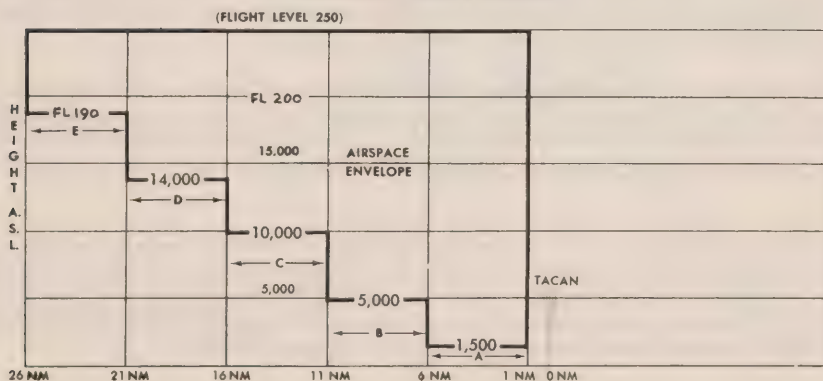 (FLIGHT LEVEL 250)
HEIGHT A.S.L.
FL 200
FL 190
E
15.000
AIRSPACE
ENVELOPE
14,000
D
10,000
C
TACAN
5,000
5,000
B
1,500
A
26 NM 21 NM 16 NM 11 NM 6 NM 1 NM 0 NM